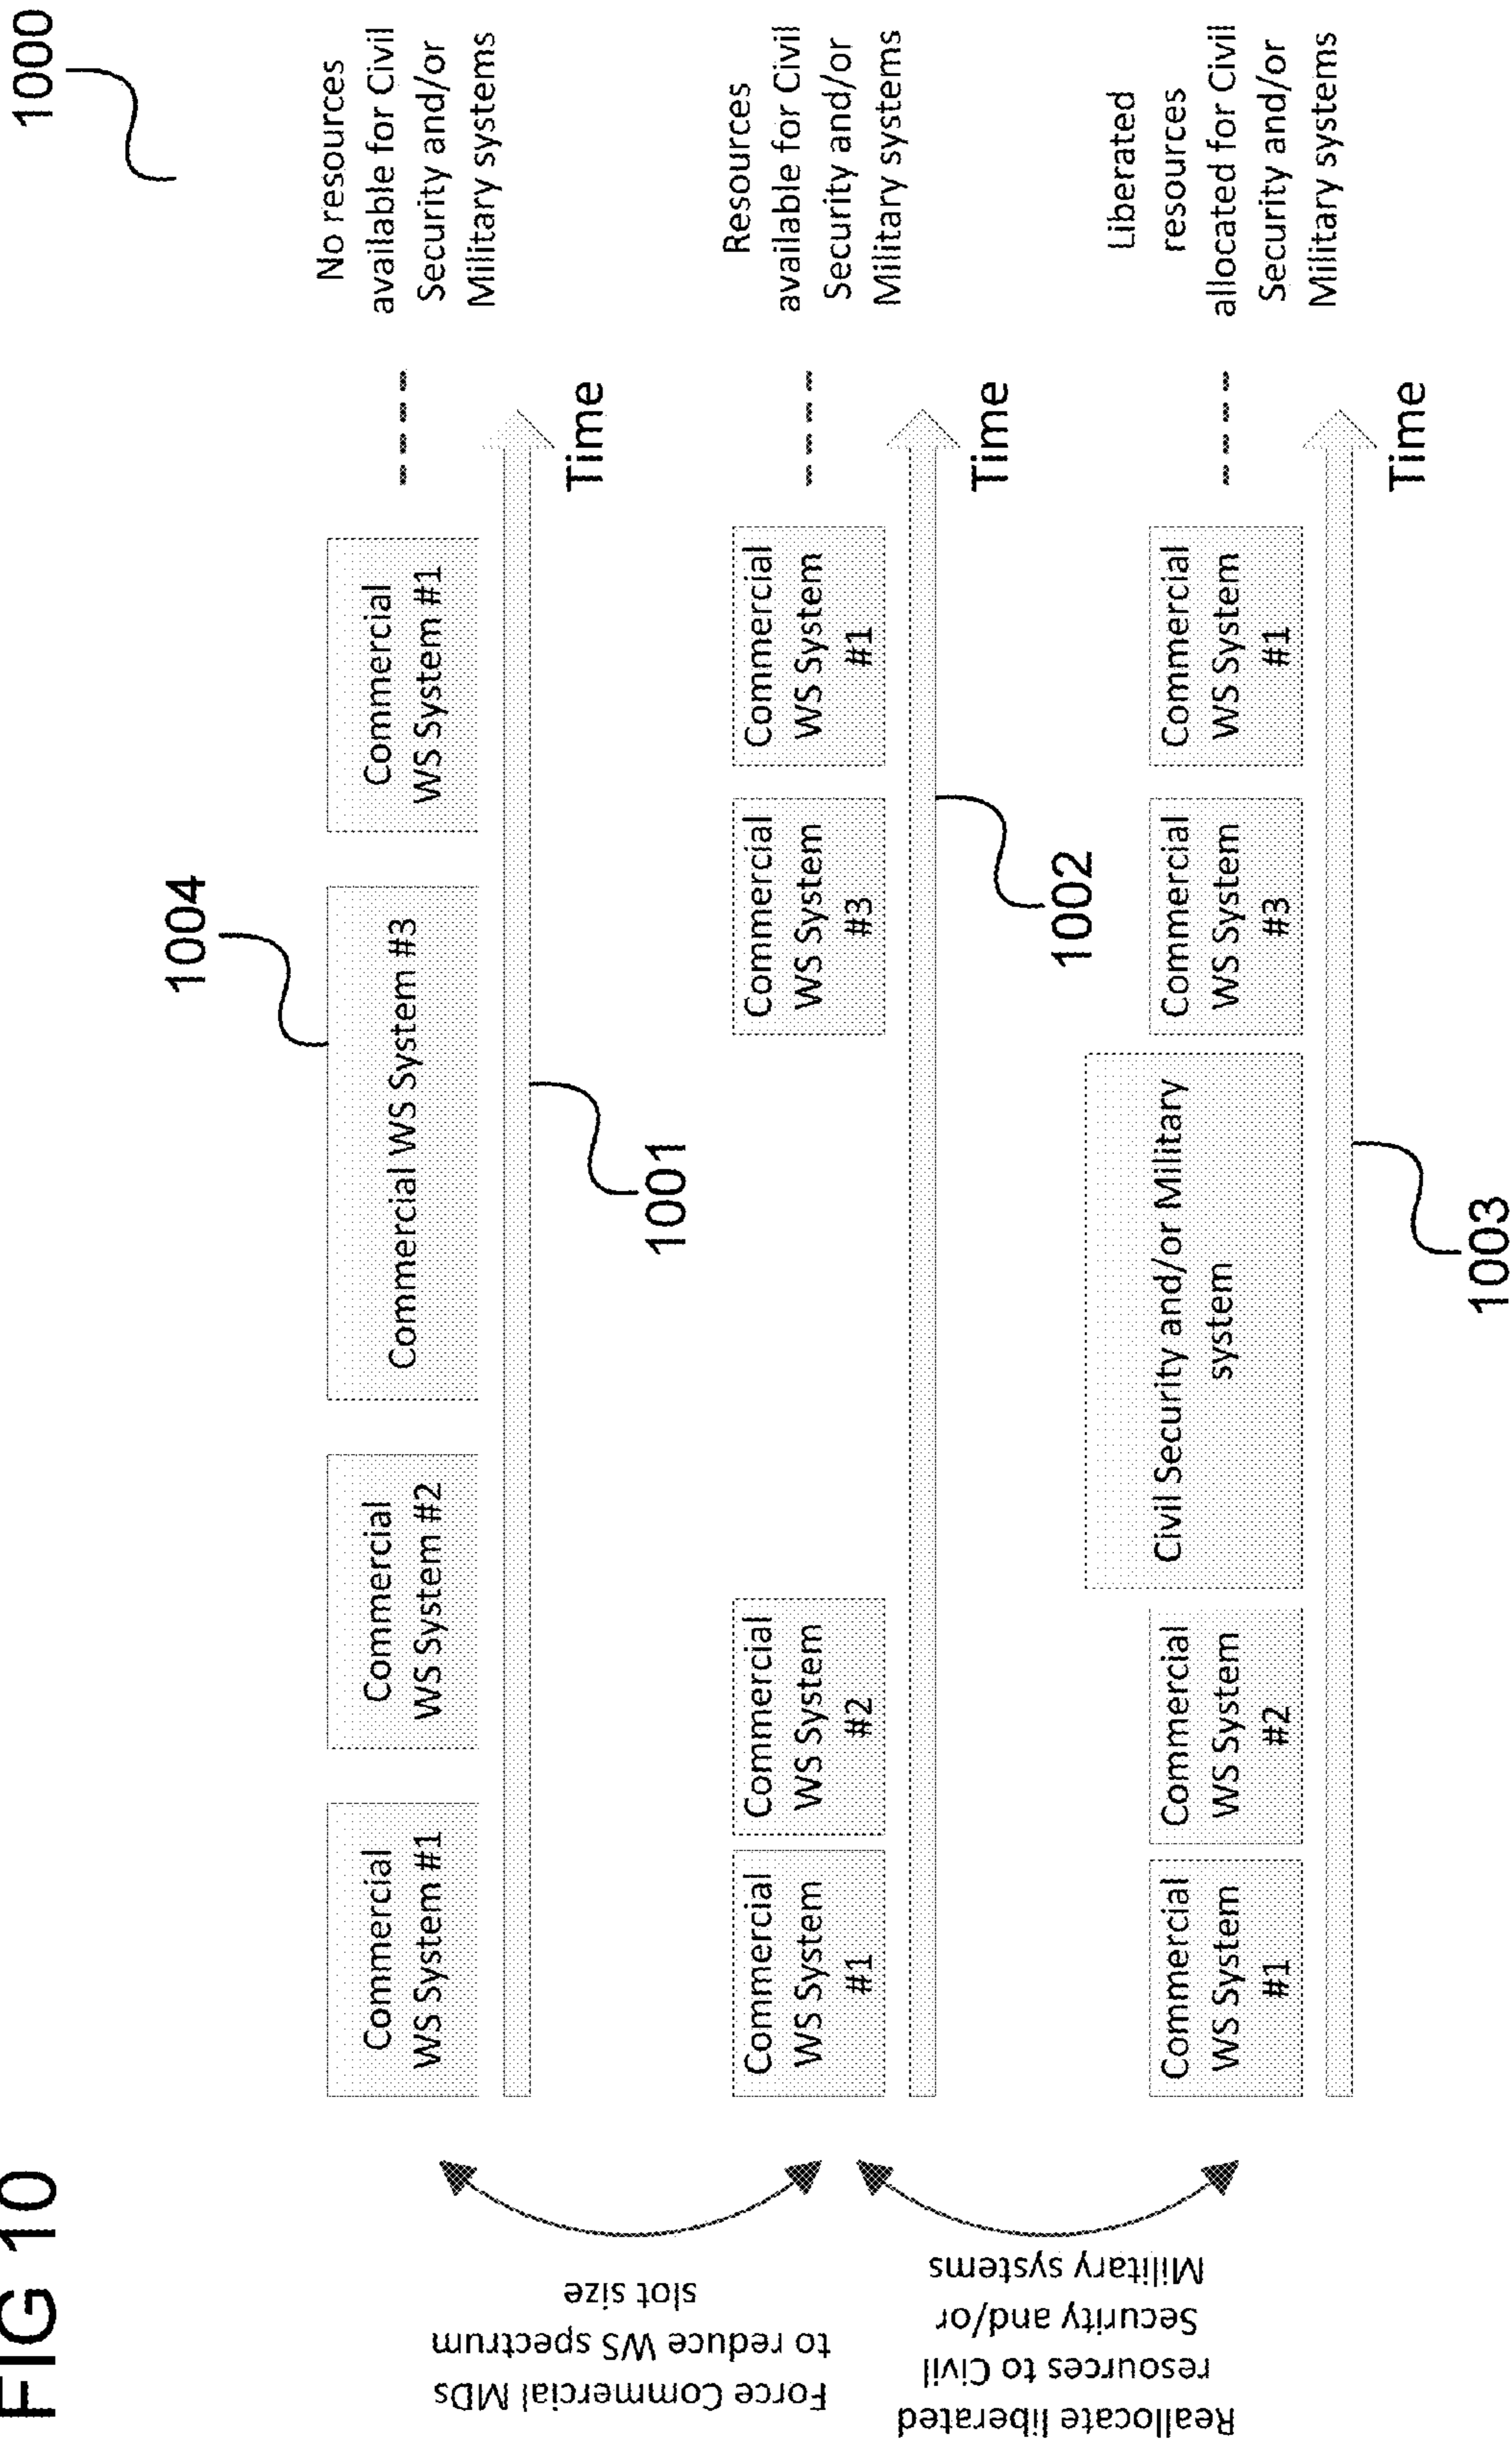 FIG 10
1000
1004
Commercial
WS System #1
Commercial
WS System #2
Commercial WS System #3
Commercial
WS System #1
No resources
available for Civil
Security and/or
Military systems
Time
1001
Force Commercial MDs
to reduce WS spectrum
slot size
Commercial
WS System
#1
Commercial
WS System
#2
Commercial
WS System
#3
Commercial
WS System
#1
Resources
available for Civil
Security and/or
Military systems
Time
1002
Reallocate liberated
resources to Civil
Security and/or
Military systems
Commercial
WS System
#1
Commercial
WS System
#2
Civil Security and/or Military
system
Commercial
WS System
#3
Commercial
WS System
#1
Liberated
resources
allocated for Civil
Security and/or
Military systems
Time
1003